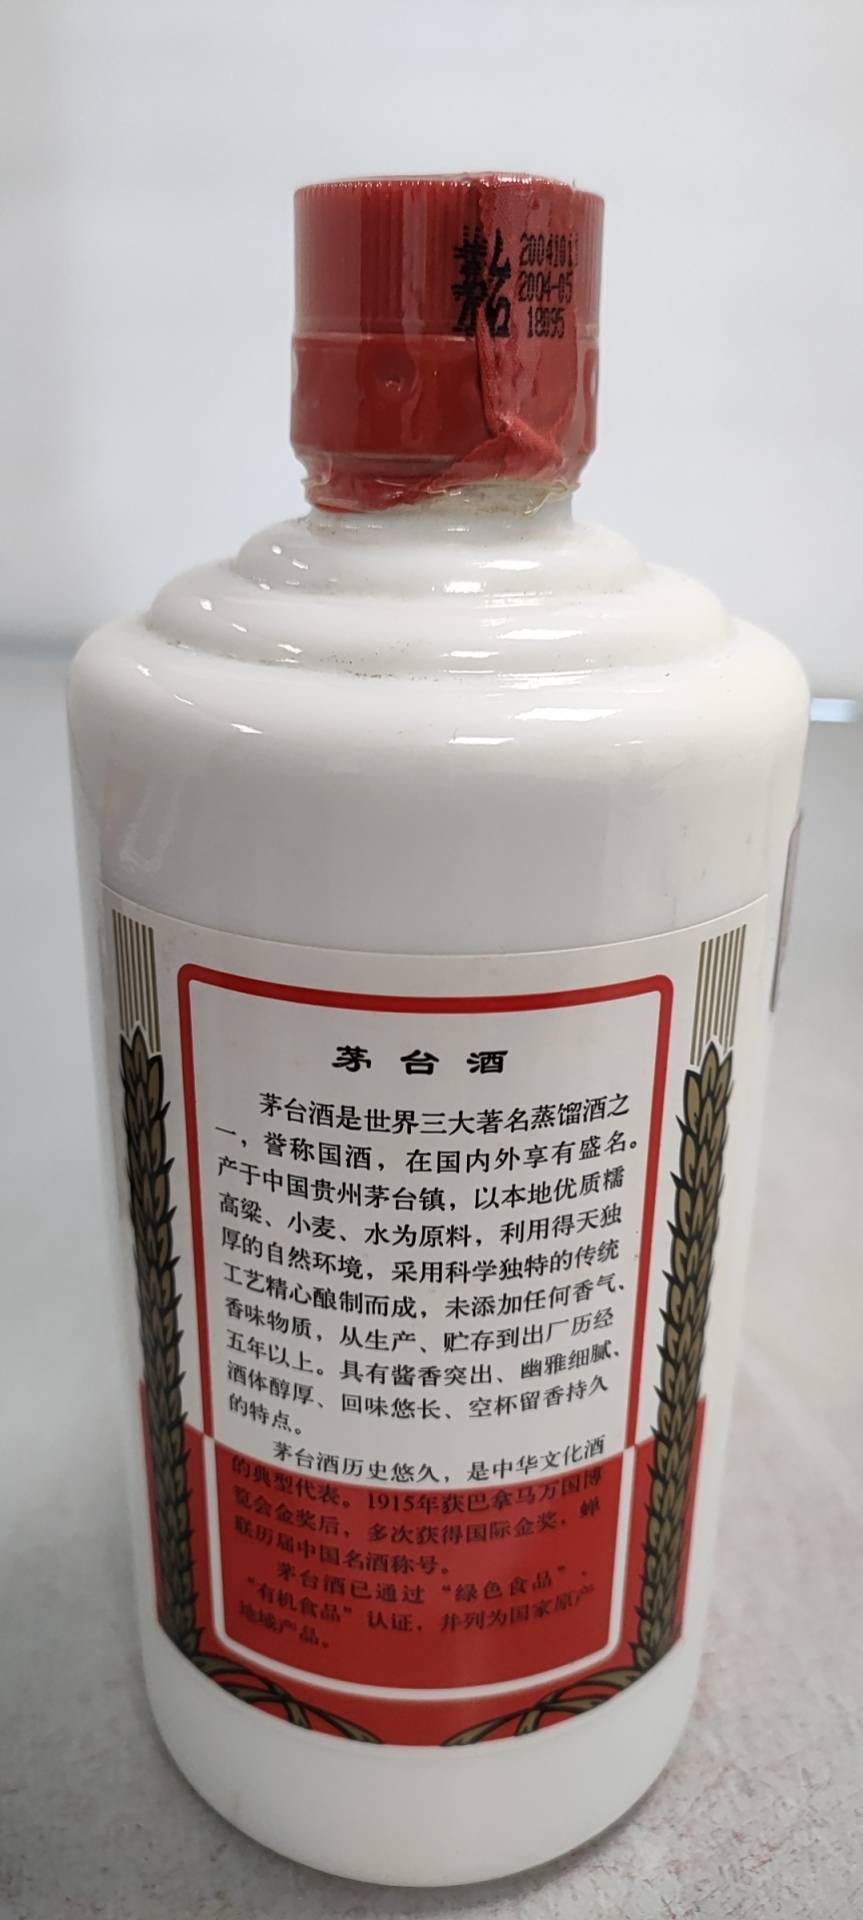 茅台
20041011
2004-05
18095
茅台酒
茅台酒是世界三大著名蒸馏酒之
一，誉称国酒，在国内外享有盛名。
产于中国贵州茅台镇，以本地优质糯
高粱、小麦、水为原料，利用得天独
厚的自然环境，采用科学独特的传统
工艺精心酿制而成，未添加任何香气、
香味物质，从生产、贮存到出厂历经
五年以上。具有酱香突出、幽雅细腻、
酒体醇厚、回味悠长、空杯留香持久
的特点。
茅台酒历史悠久，是中华文化酒
的典型代表。1915年获巴拿马万国博
览会金奖后，多次获得国际金奖，蝉
联历届中国名酒称号。
茅台酒已通过“绿色食品”、
“有机食品”认证，并列为国家原产
地域产品。